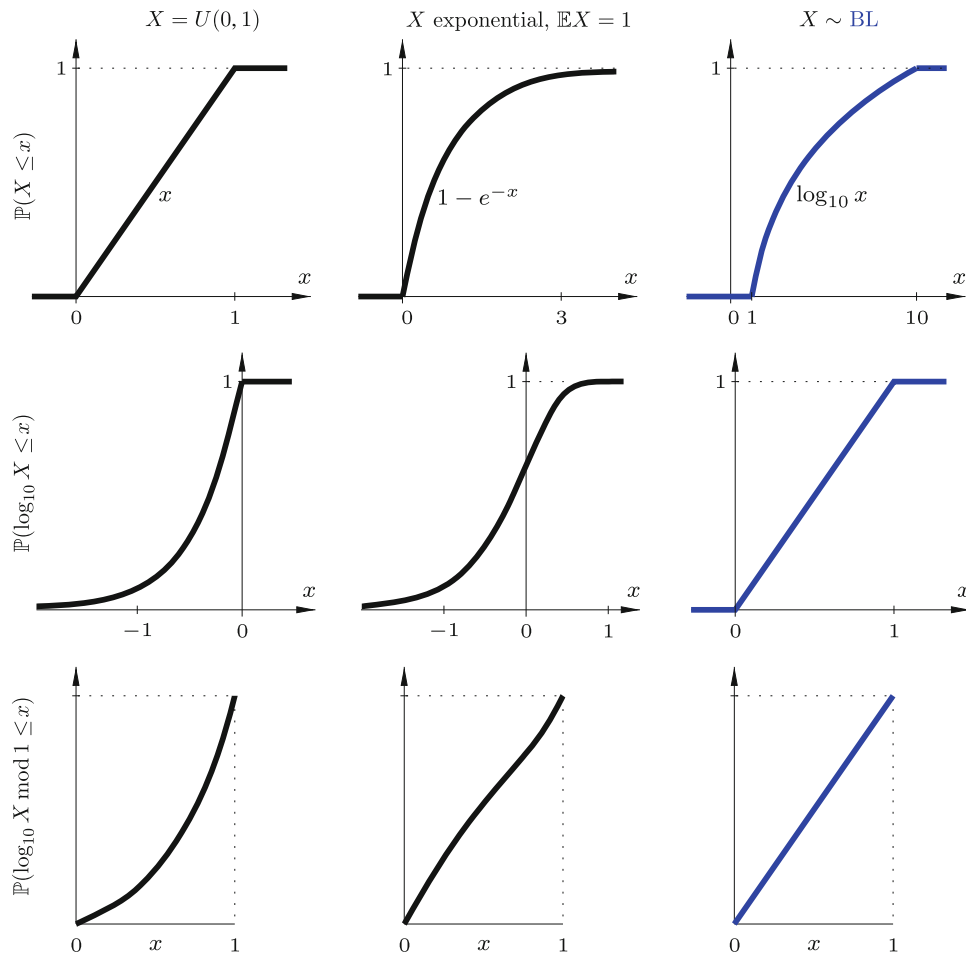 X = U(0, 1)
X exponential, 𝔼X = 1
X ∼ BL
ℙ(X ≤ x)
1
x
x
0
1
1
1 − e^{−x}
x
0
3
1
log₁₀ x
x
0 1
10
ℙ(log₁₀ X ≤ x)
1
x
−1
0
1
x
−1
0
1
1
x
0
1
ℙ(log₁₀ X mod 1 ≤ x)
0
x
1
0
x
1
0
x
1